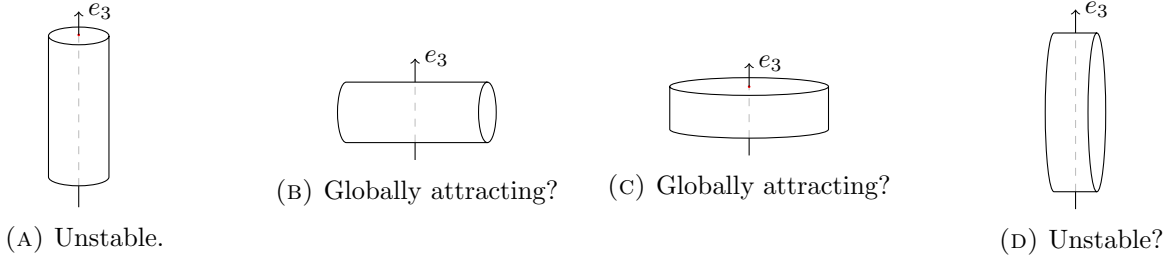 e₃
e₃
e₃
e₃
(A) Unstable.
(B) Globally attracting?
(C) Globally attracting?
(D) Unstable?